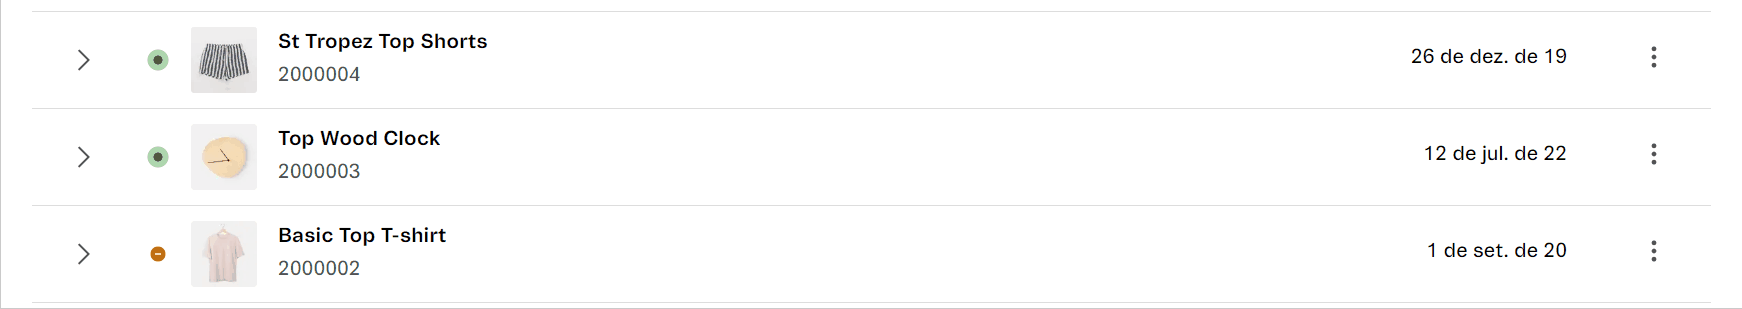 St Tropez Top Shorts
2000004
26 de dez. de 19
Top Wood Clock
2000003
12 de jul. de 22
Basic Top T-shirt
2000002
1 de set. de 20